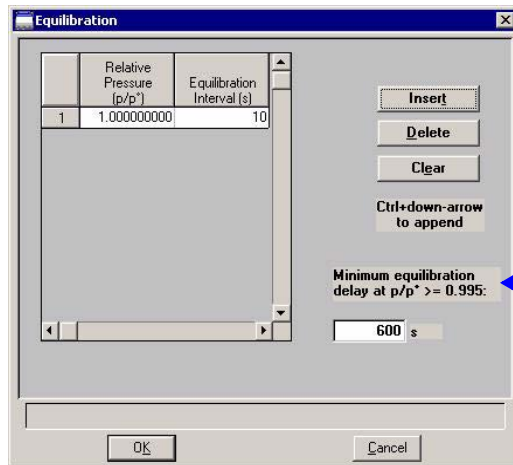 Equilibration
Relative
Pressure
(p/p°)
Equilibration
Interval (s)
1 1.000000000 10
Insert
Delete
Clear
Ctrl+down-arrow
to append
Minimum equilibration
delay at p/p° >= 0.995:
600 s
OK
Cancel